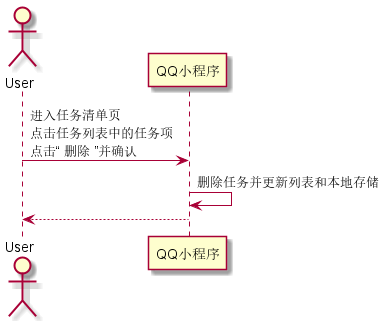 User
QQ小程序
进入任务清单页
点击任务列表中的任务项
点击“ 删除 ”并确认
删除任务并更新列表和本地存储
User
QQ小程序